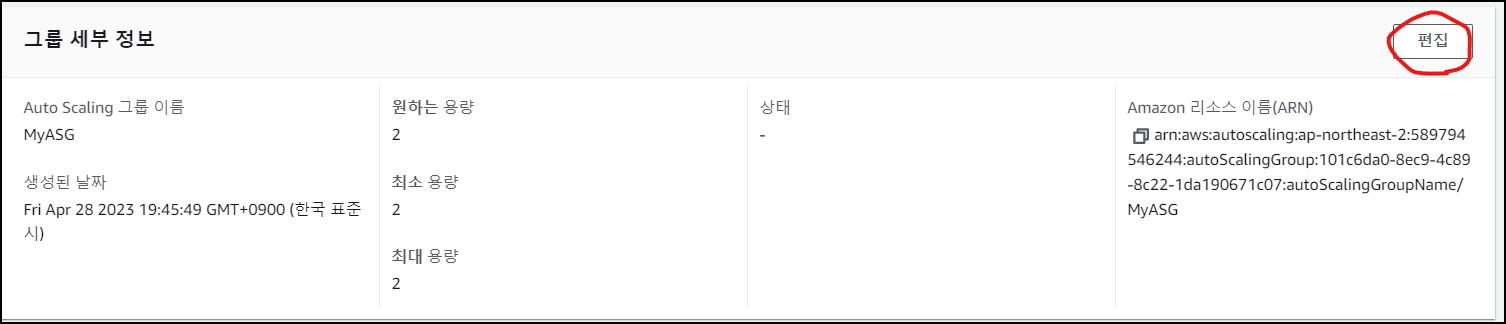 그룹 세부 정보
편집
Auto Scaling 그룹 이름
MyASG
생성된 날짜
Fri Apr 28 2023 19:45:49 GMT+0900 (한국 표준
시)
원하는 용량
2
최소 용량
2
최대 용량
2
상태
-
Amazon 리소스 이름(ARN)
arn:aws:autoscaling:ap-northeast-2:589794
546244:autoScalingGroup:101c6da0-8ec9-4c89
-8c22-1da190671c07:autoScalingGroupName/
MyASG